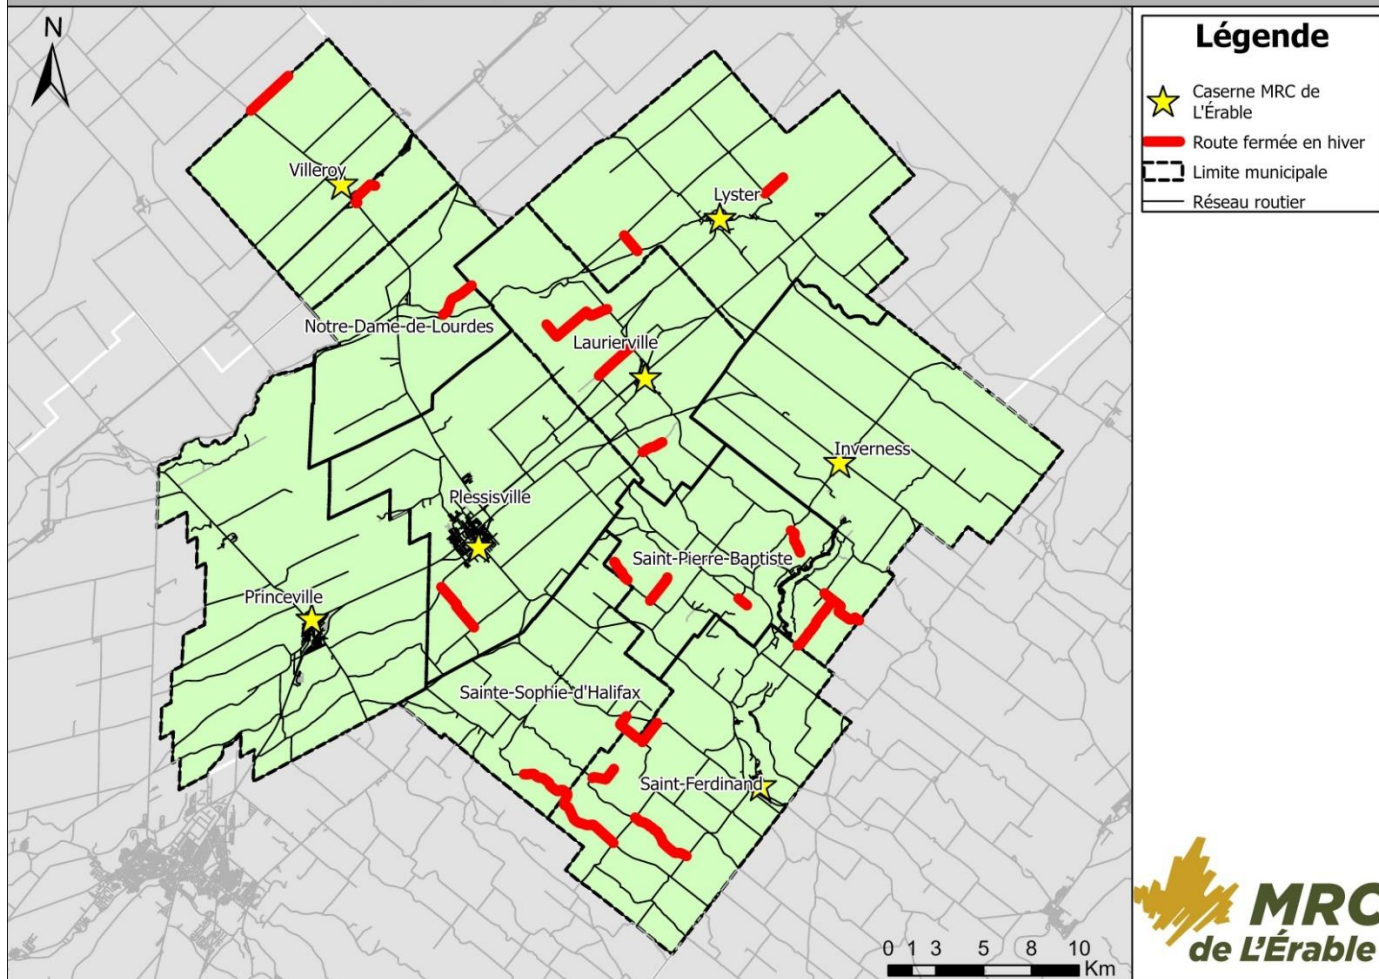 N
Villeroy
Lyster
Notre-Dame-de-Lourdes
Laurierville
Inverness
Plessisville
Saint-Pierre-Baptiste
Princeville
Sainte-Sophie-d'Halifax
Saint-Ferdinand
0 1 3 5 8 10
Km
Légende
Caserne MRC de
L'Érable
Route fermée en hiver
Limite municipale
Réseau routier
MRC
de L'Érable